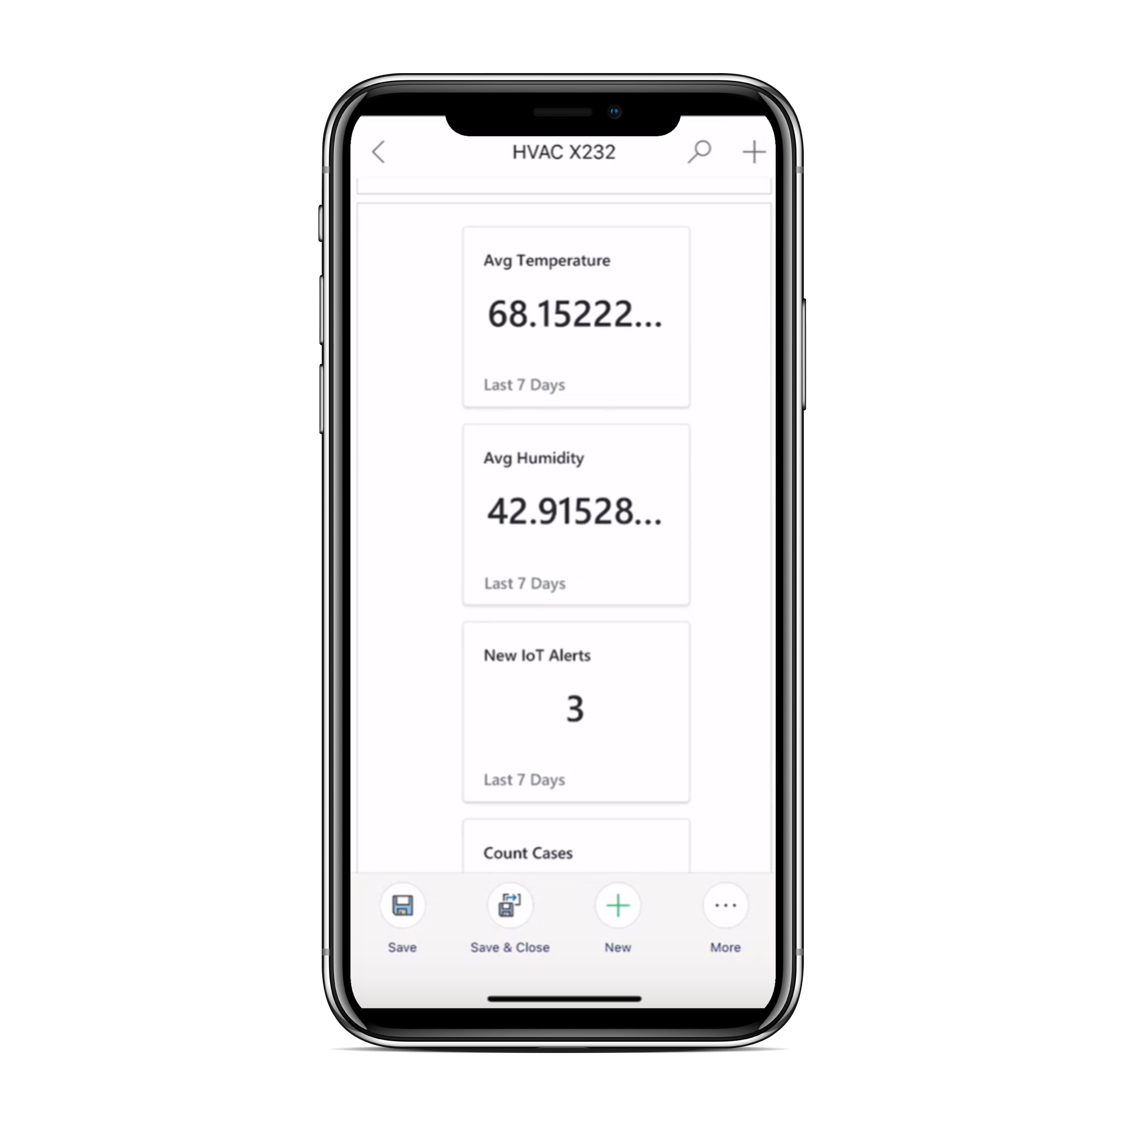 HVAC X232
Avg Temperature
68.15222...
Last 7 Days
Avg Humidity
42.91528...
Last 7 Days
New IoT Alerts
3
Last 7 Days
Count Cases
Save
Save & Close
New
More